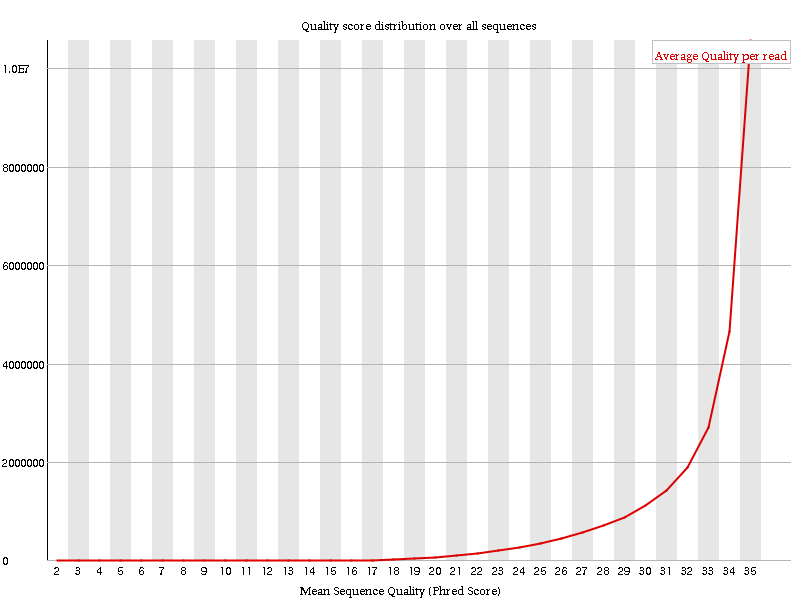 Quality score distribution over all sequences
Average Quality per read
1.0E7
8000000
6000000
4000000
2000000
0
2 3 4 5 6 7 8 9 10 11 12 13 14 15 16 17 18 19 20 21 22 23 24 25 26 27 28 29 30 31 32 33 34 35
Mean Sequence Quality (Phred Score)